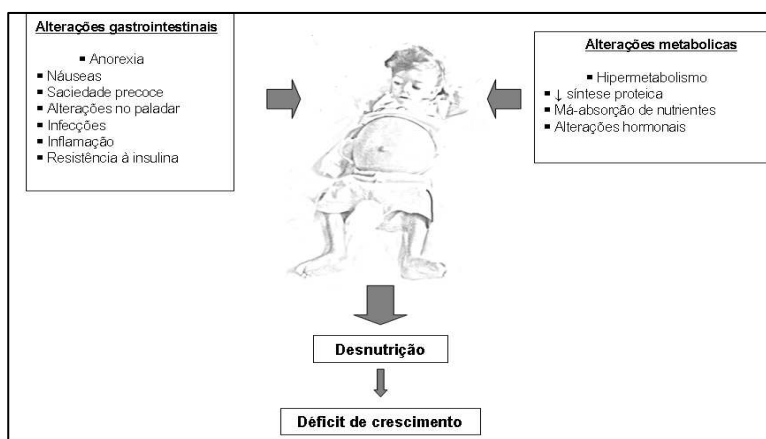 Alterações gastrointestinais
▪ Anorexia
▪ Náuseas
▪ Saciedade precoce
▪ Alterações no paladar
▪ Infecções
▪ Inflamação
▪ Resistência à insulina
Alterações metabolicas
▪ Hipermetabolismo
▪ ↓ síntese proteica
▪ Má-absorção de nutrientes
▪ Alterações hormonais
Desnutrição
Déficit de crescimento